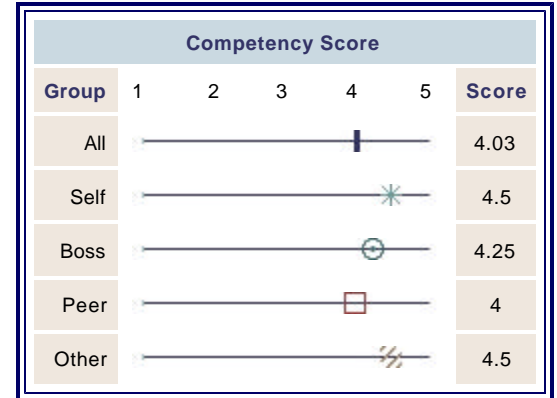 Competency Score
Group 1 2 3 4 5 Score
All 4.03
Self 4.5
Boss 4.25
Peer 4
Other 4.5